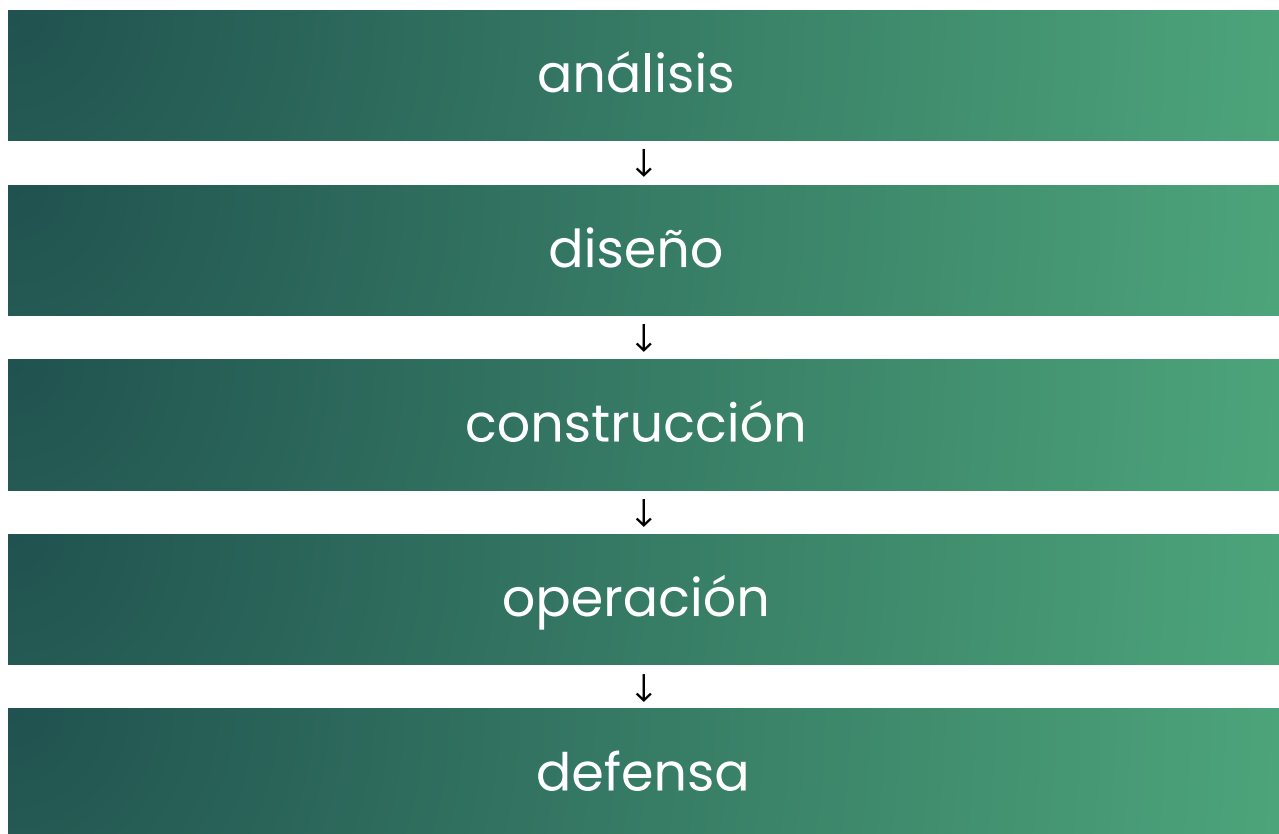 análisis
↓
diseño
↓
construcción
↓
operación
↓
defensa